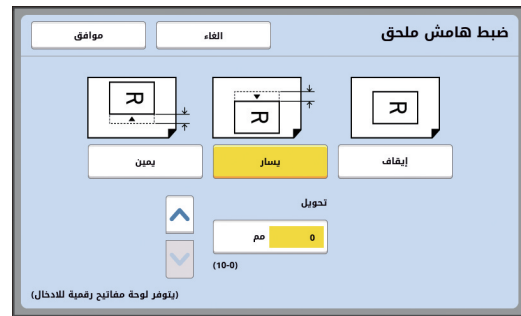 ضبط هامش ملحق
الغاء
موافق
R
R
R
إيقاف
يسار
يمين
تحويل
0 مم
(10-0)
(يتوفر لوحة مفاتيح رقمية للادخال)